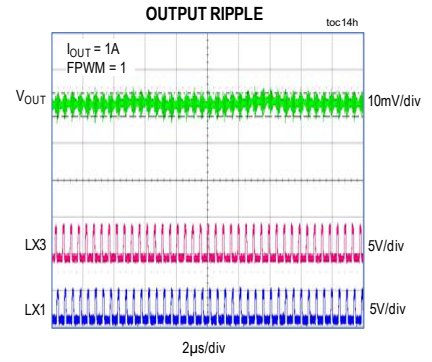 OUTPUT RIPPLE
toc14h
IOUT = 1A
FPWM = 1
VOUT
10mV/div
LX3
5V/div
LX1
5V/div
2µs/div